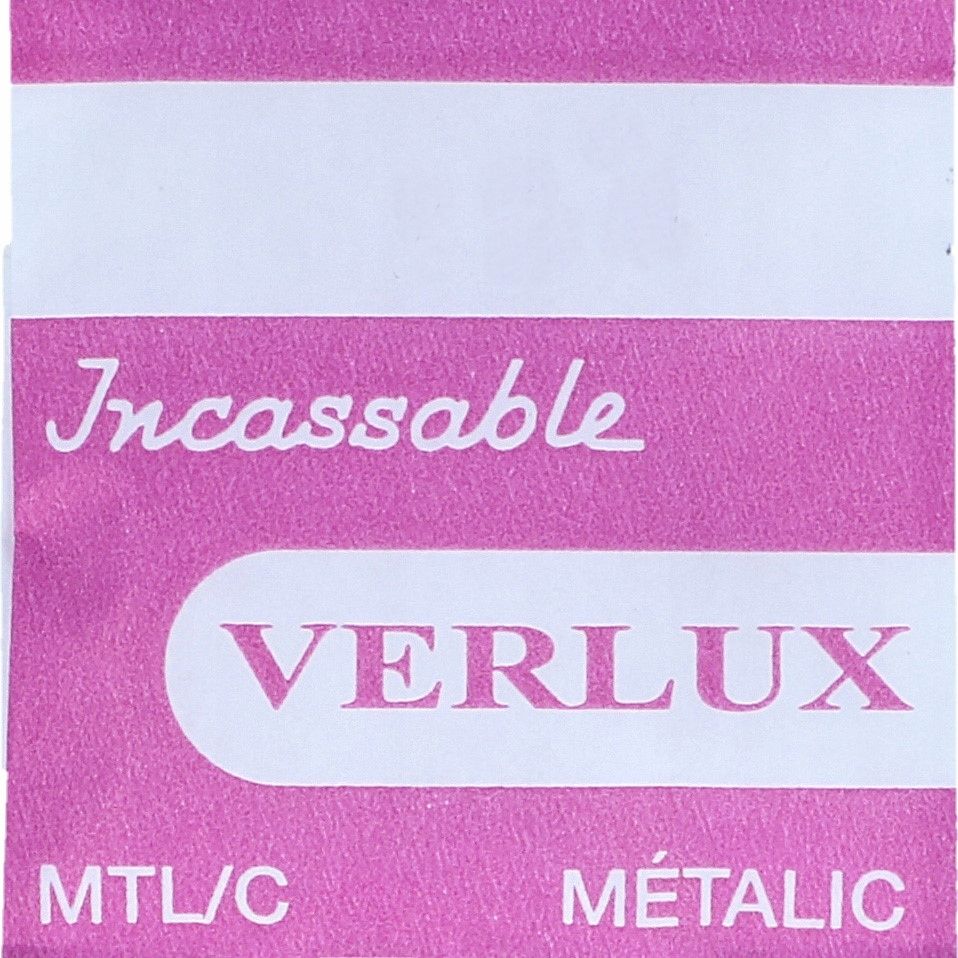 Incassable
VERLUX
MTL/C MÉTALIC